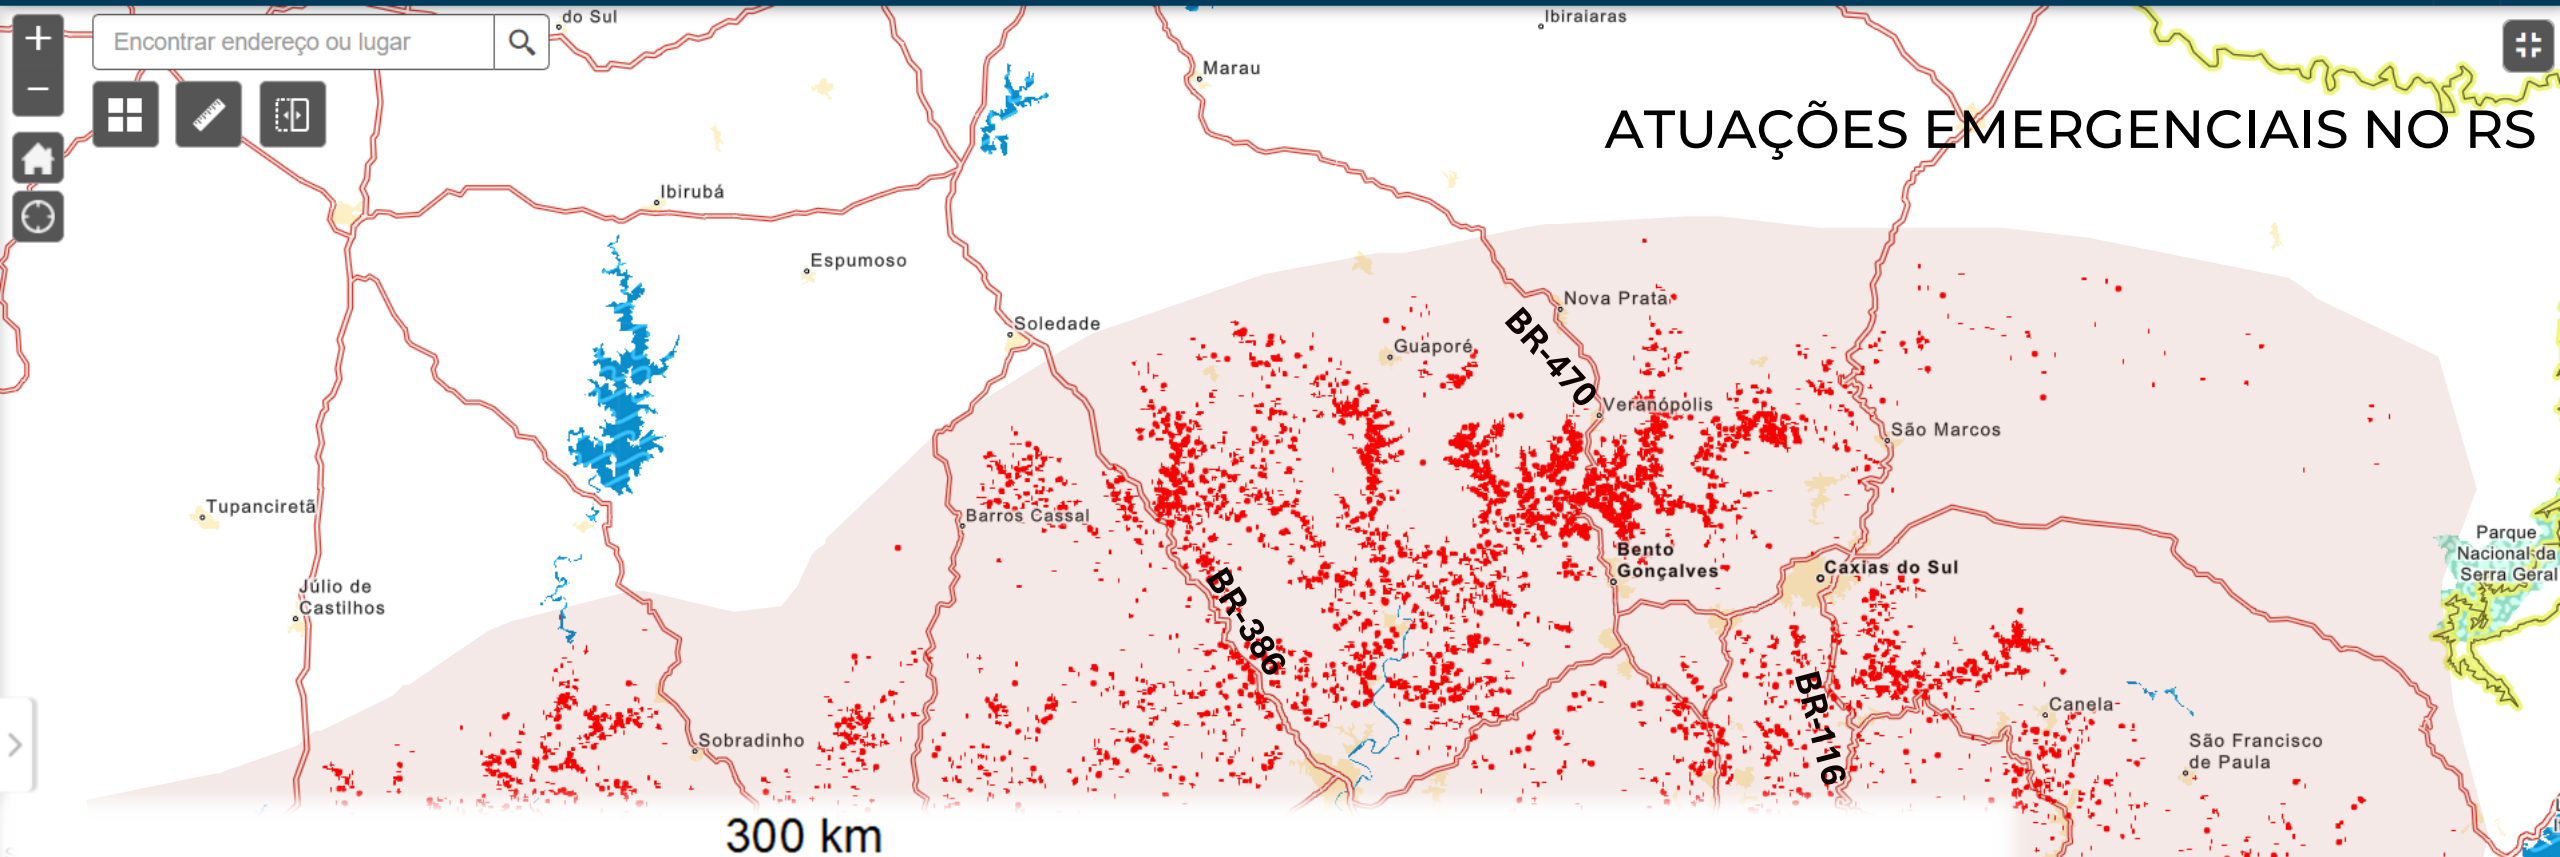 do Sul
Ibiraiaras
Encontrar endereço ou lugar
Marau
ATUAÇÕES EMERGENCIAIS NO RS
Ibirubá
Espumoso
Nova Prata
Soledade
Guaporé
BR-470
Veranópolis
São Marcos
Tupanciretã
Barros Cassal
Parque
Nacional da
Serra Geral
Bento
Gonçalves
Caxias do Sul
Júlio de
Castilhos
BR-386
BR-116
Canela
Sobradinho
São Francisco
de Paula
300 km